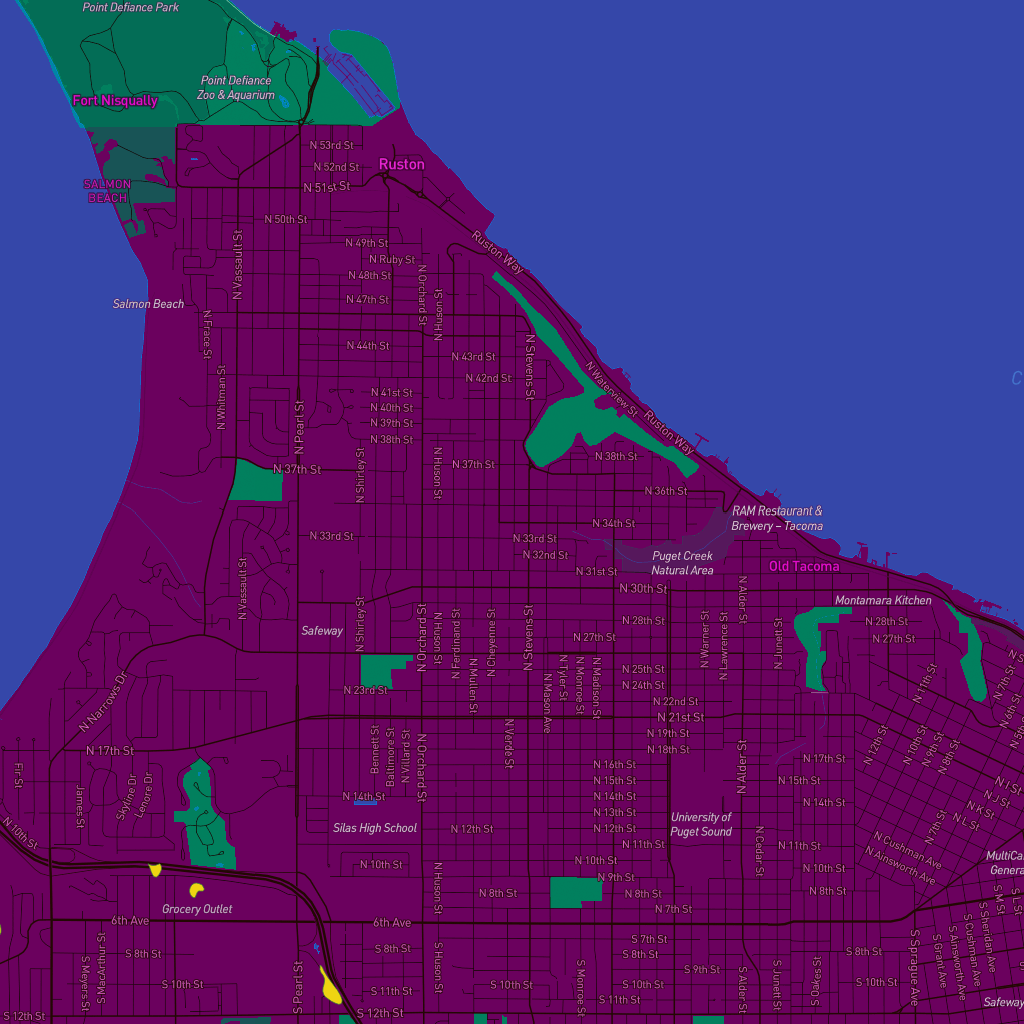 Point Defiance Park
Point Defiance
Zoo & Aquarium
Fort Nisqually
N 53rd St
N 52nd St
Ruston
SALMON
BEACH
N 51st St
N 50th St
N Vassault St
N 49th St
Ruston Way
N Ruby St
N 48th St
N Orchard St
N Huson St
Salmon Beach
N 47th St
N Frace St
N 44th St
N 43rd St
N Stevens St
N 42nd St
N Whitman St
N 41st St
N Waterview St
C
N 40th St
N Pearl St
N 39th St
Ruston Way
N 38th St
N 38th St
N 37th St
N Shirley St
N Huson St
N 37th St
N 36th St
RAM Restaurant &
Brewery – Tacoma
N 34th St
N 33rd St
N 33rd St
N 32nd St
Puget Creek
Natural Area
N 31st St
Old Tacoma
N Vassault St
N 30th St
N Alder St
Montamara Kitchen
Safeway
N Shirley St
N Orchard St
N Huson St
N Ferdinand St
N Cheyenne St
N Stevens St
N 28th St
N 28th St
N Warner St
N Lawrence St
N Junett St
N 27th St
N 27th St
N 25th St
N 24th St
N 23rd St
N Mullen St
N Mason Ave
N Tyler St
N Monroe St
N Madison St
N 11th St
N 7th St
N 6th St
N 5th
N S
N Narrows Dr
N 22nd St
N 21st St
N 19th St
N 18th St
N 17th St
Bennett St
Baltimore St
N Villard St
N Orchard St
N Verde St
N Alder St
N 12th St
N 10th St
N 9th St
N 8th St
N 17th St
Fir St
James St
Skyline Dr
Lenore Dr
N 16th St
N 15th St
N 15th St
N 14th St
N 14th St
N 14th St
N I St
N J St
N K St
N L St
N 7th St
N 10th St
Silas High School
N 12th St
N 13th St
N 12th St
University of
Puget Sound
N Cedar St
N Cushman Ave
N Ainsworth Ave
N 11th St
N 11th St
N 10th St
N 10th St
N 10th St
MultiCa
Genera
N Huson St
N 9th St
N 8th St
N 8th St
N 8th St
N 7th St
Grocery Outlet
6th Ave
6th Ave
S M St
S L St
S Sheridan Ave
S Cushman Ave
S Ainsworth Ave
S Grant Ave
S Sprague Ave
S 7th St
S 8th St
S 8th St
S 8th St
S 8th St
S Meyers St
S MacArthur St
S Pearl St
S Huson St
S Monroe St
S 9th St
S Alder St
S Junett St
S Oakes St
S 10th St
S 10th St
S 10th St
S 11th St
S 11th St
S 12th St
S 12th St
Safeway